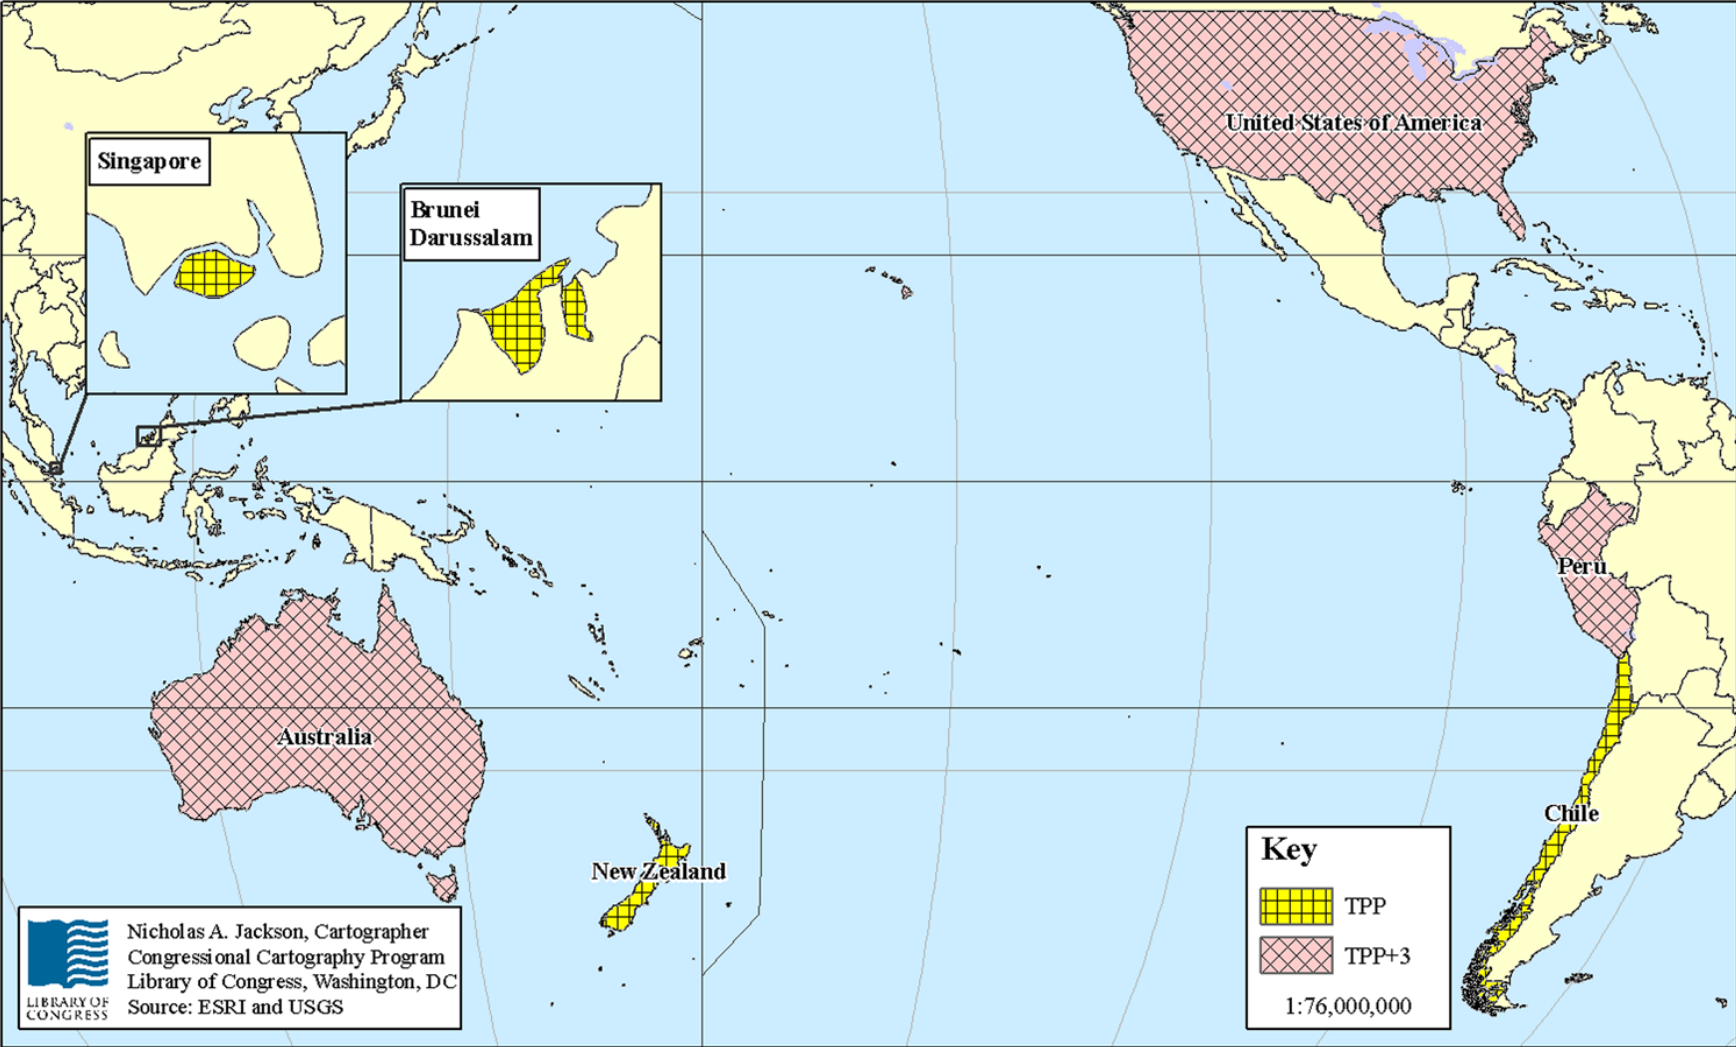 United States of America
Singapore
Brunei
Darussalam
Peru
Australia
Chile
New Zealand
Key
TPP
TPP+3
1:76,000,000
LIBRARY OF
CONGRESS
Nicholas A. Jackson, Cartographer
Congressional Cartography Program
Library of Congress, Washington, DC
Source: ESRI and USGS